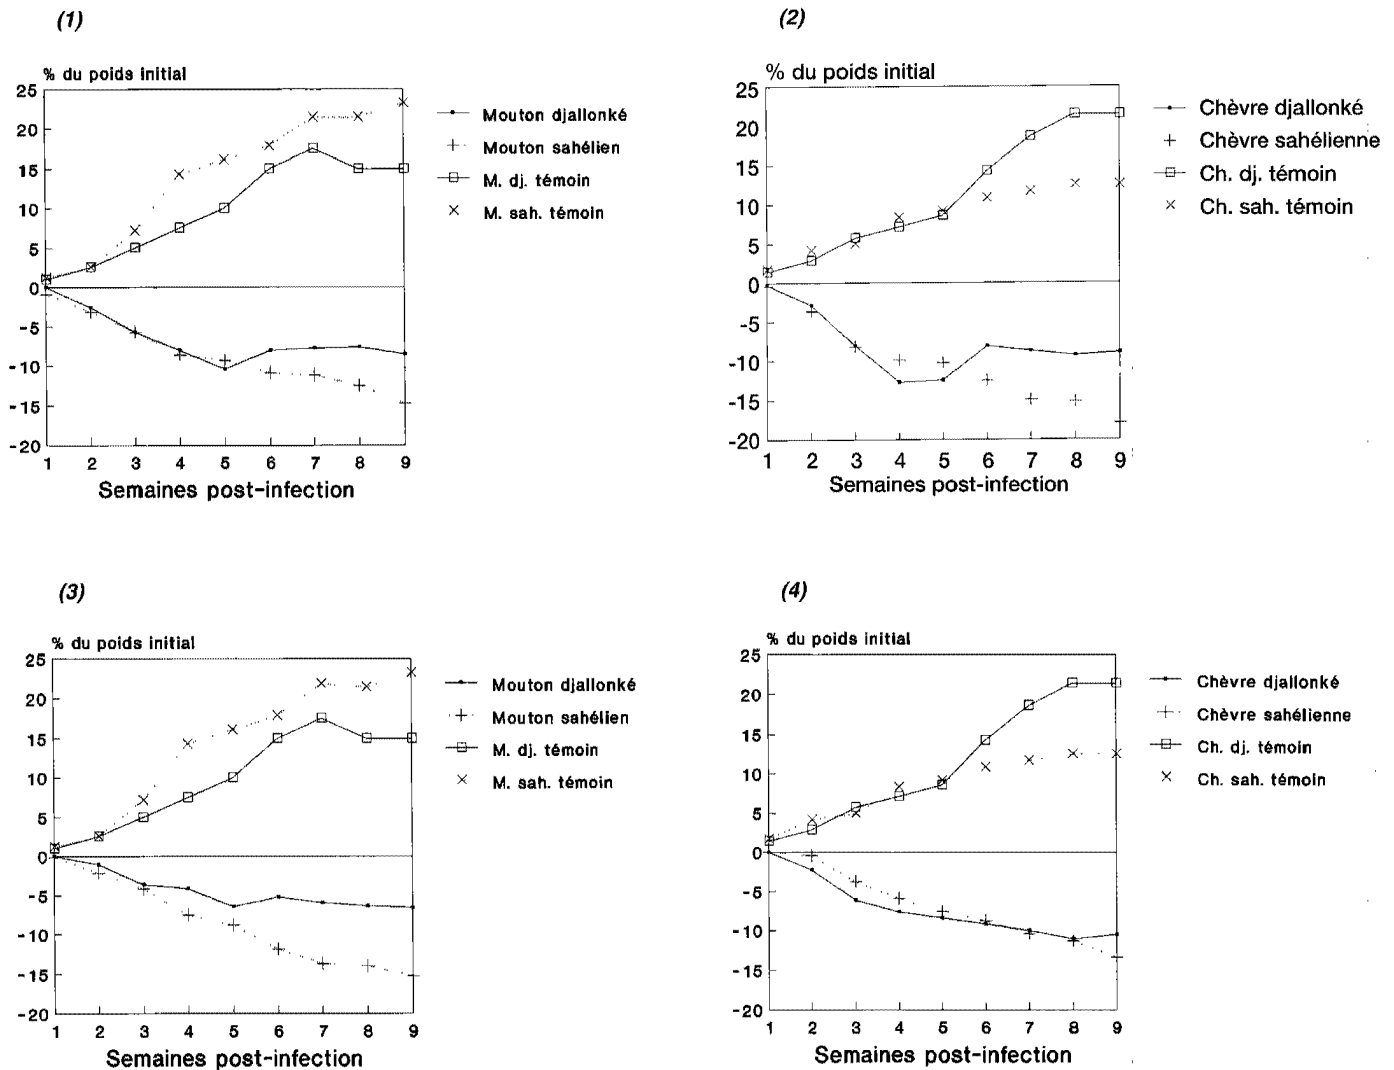 (1)
% du poids initial
25
20
15
10
5
0
-5
-10
-15
-20
1 2 3 4 5 6 7 8 9
Semaines post-infection
Mouton djallonké
Mouton sahélien
M. dj. témoin
M. sah. témoin
(2)
% du poids initial
25
20
15
10
5
0
-5
-10
-15
-20
1 2 3 4 5 6 7 8 9
Semaines post-infection
Chèvre djallonké
Chèvre sahélienne
Ch. dj. témoin
Ch. sah. témoin
(3)
% du poids initial
25
20
15
10
5
0
-5
-10
-15
-20
1 2 3 4 5 6 7 8 9
Semaines post-infection
Mouton djallonké
Mouton sahélien
M. dj. témoin
M. sah. témoin
(4)
% du poids initial
25
20
15
10
5
0
-5
-10
-15
-20
1 2 3 4 5 6 7 8 9
Semaines post-infection
Chèvre djallonké
Chèvre sahélienne
Ch. dj. témoin
Ch. sah. témoin